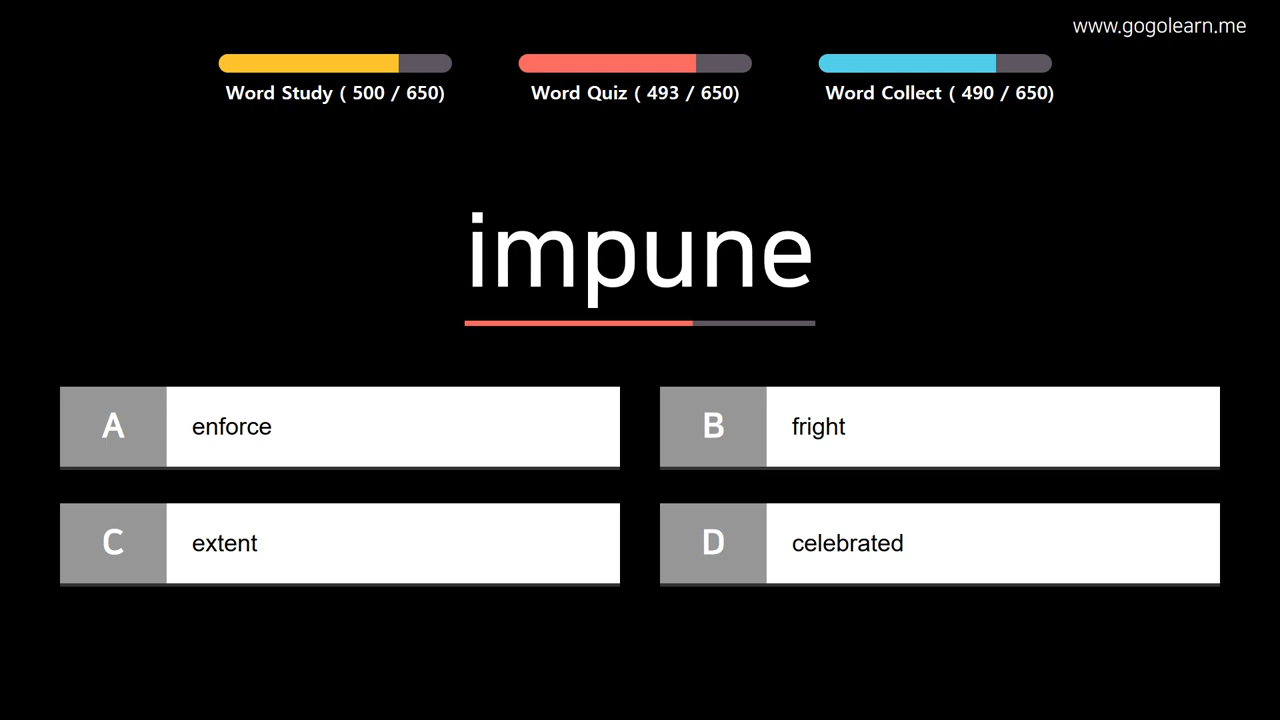 www.gogolearn.me
Word Study ( 500 / 650)
Word Quiz ( 493 / 650)
Word Collect ( 490 / 650)
impune
A
enforce
B
fright
C
extent
D
celebrated